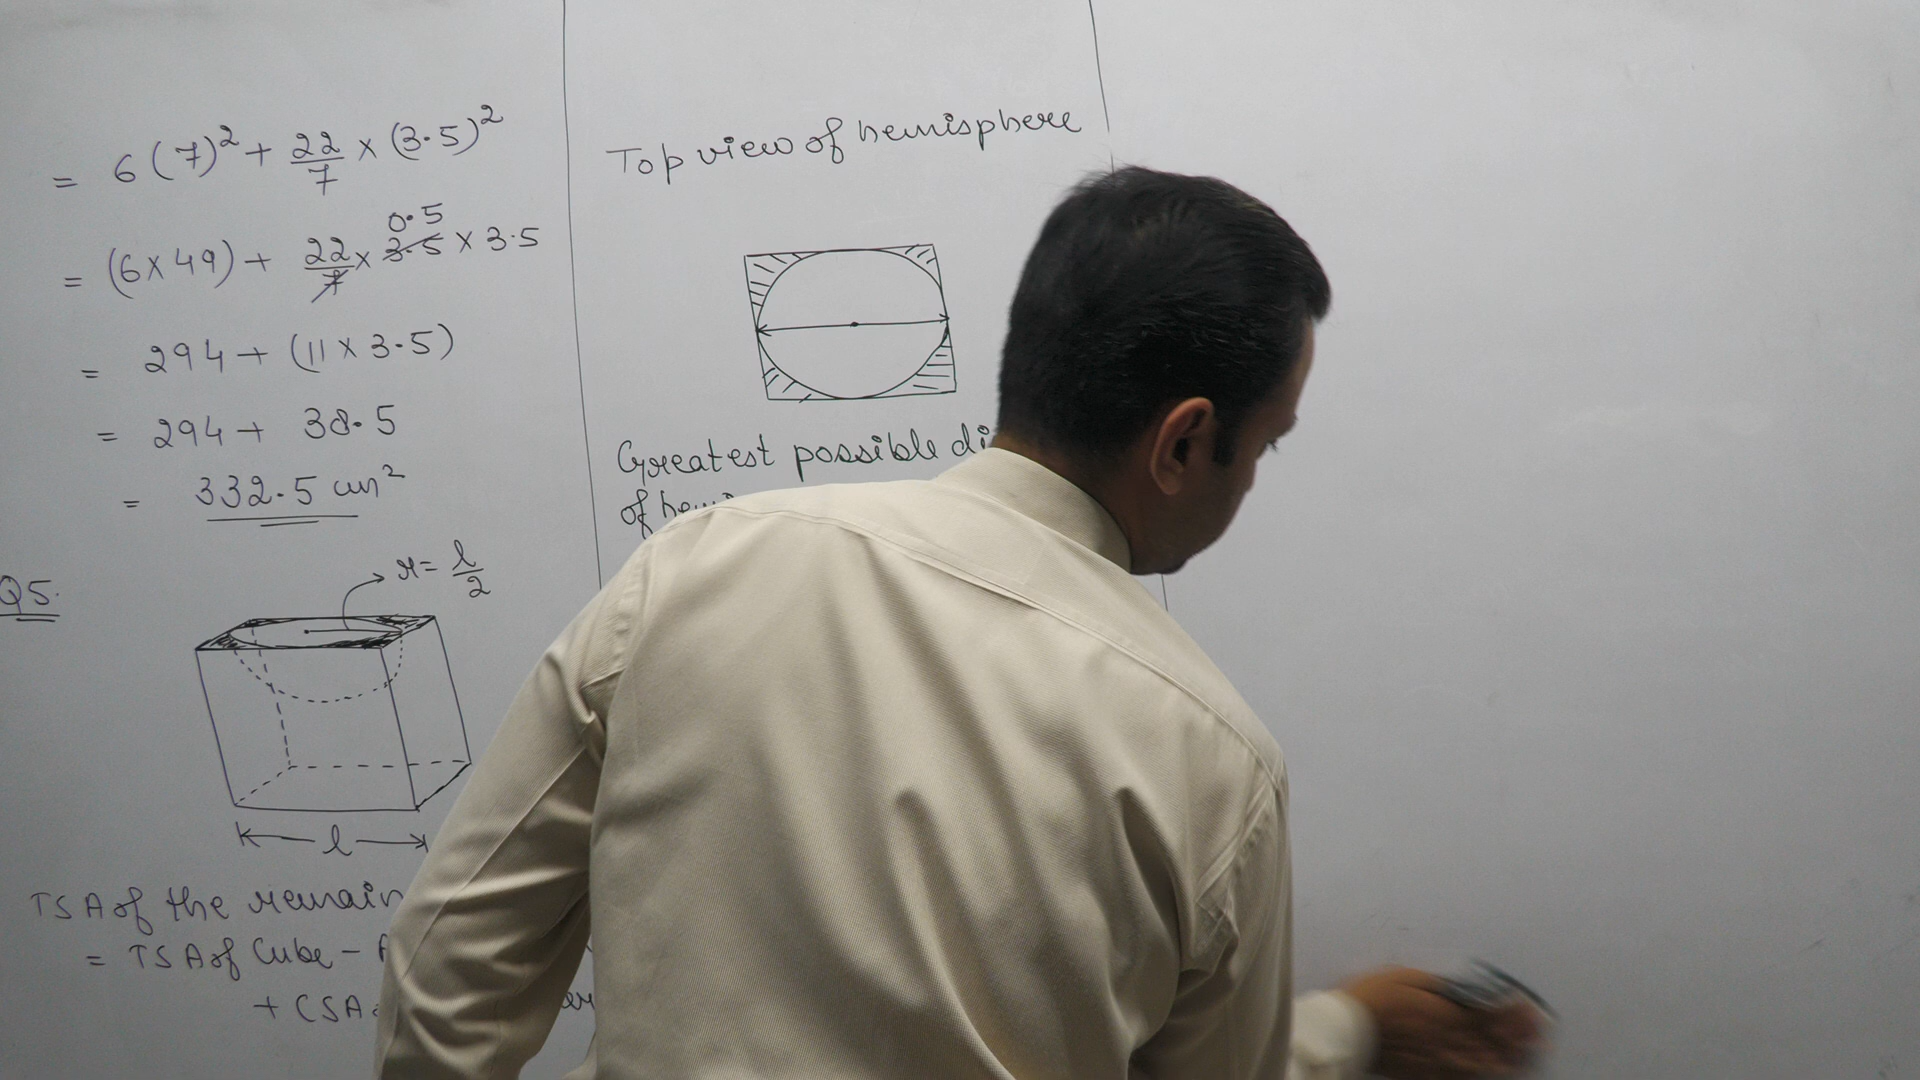 = 6(7)² + 22/7 × (3.5)²
0.5
= (6×49) + 22/7 × 3.5 × 3.5
= 294 + (11 × 3.5)
= 294 + 38.5
= 332.5 cm²
Q5.
r = l/2
l
TSA of the remain
= TSA of Cube –
+ CSA
Top view of hemisphere
Greatest possible
of